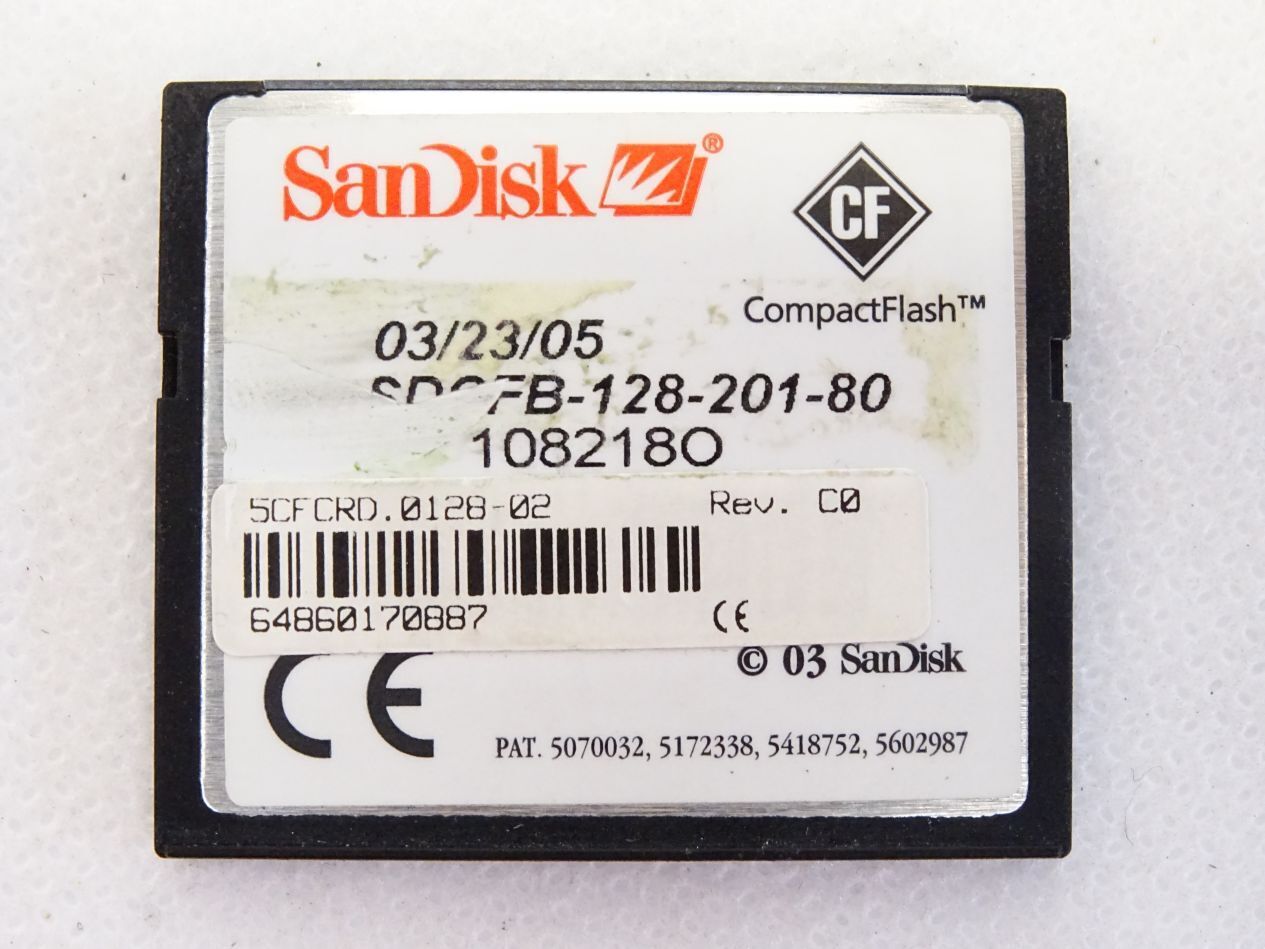 SanDisk ®
CF
CompactFlash™
03/23/05
SDCFB-128-201-80
108218O
5CFCRD.0128-02 Rev. C0
64860170887 CE
© 03 SanDisk
CE
PAT. 5070032, 5172338, 5418752, 5602987